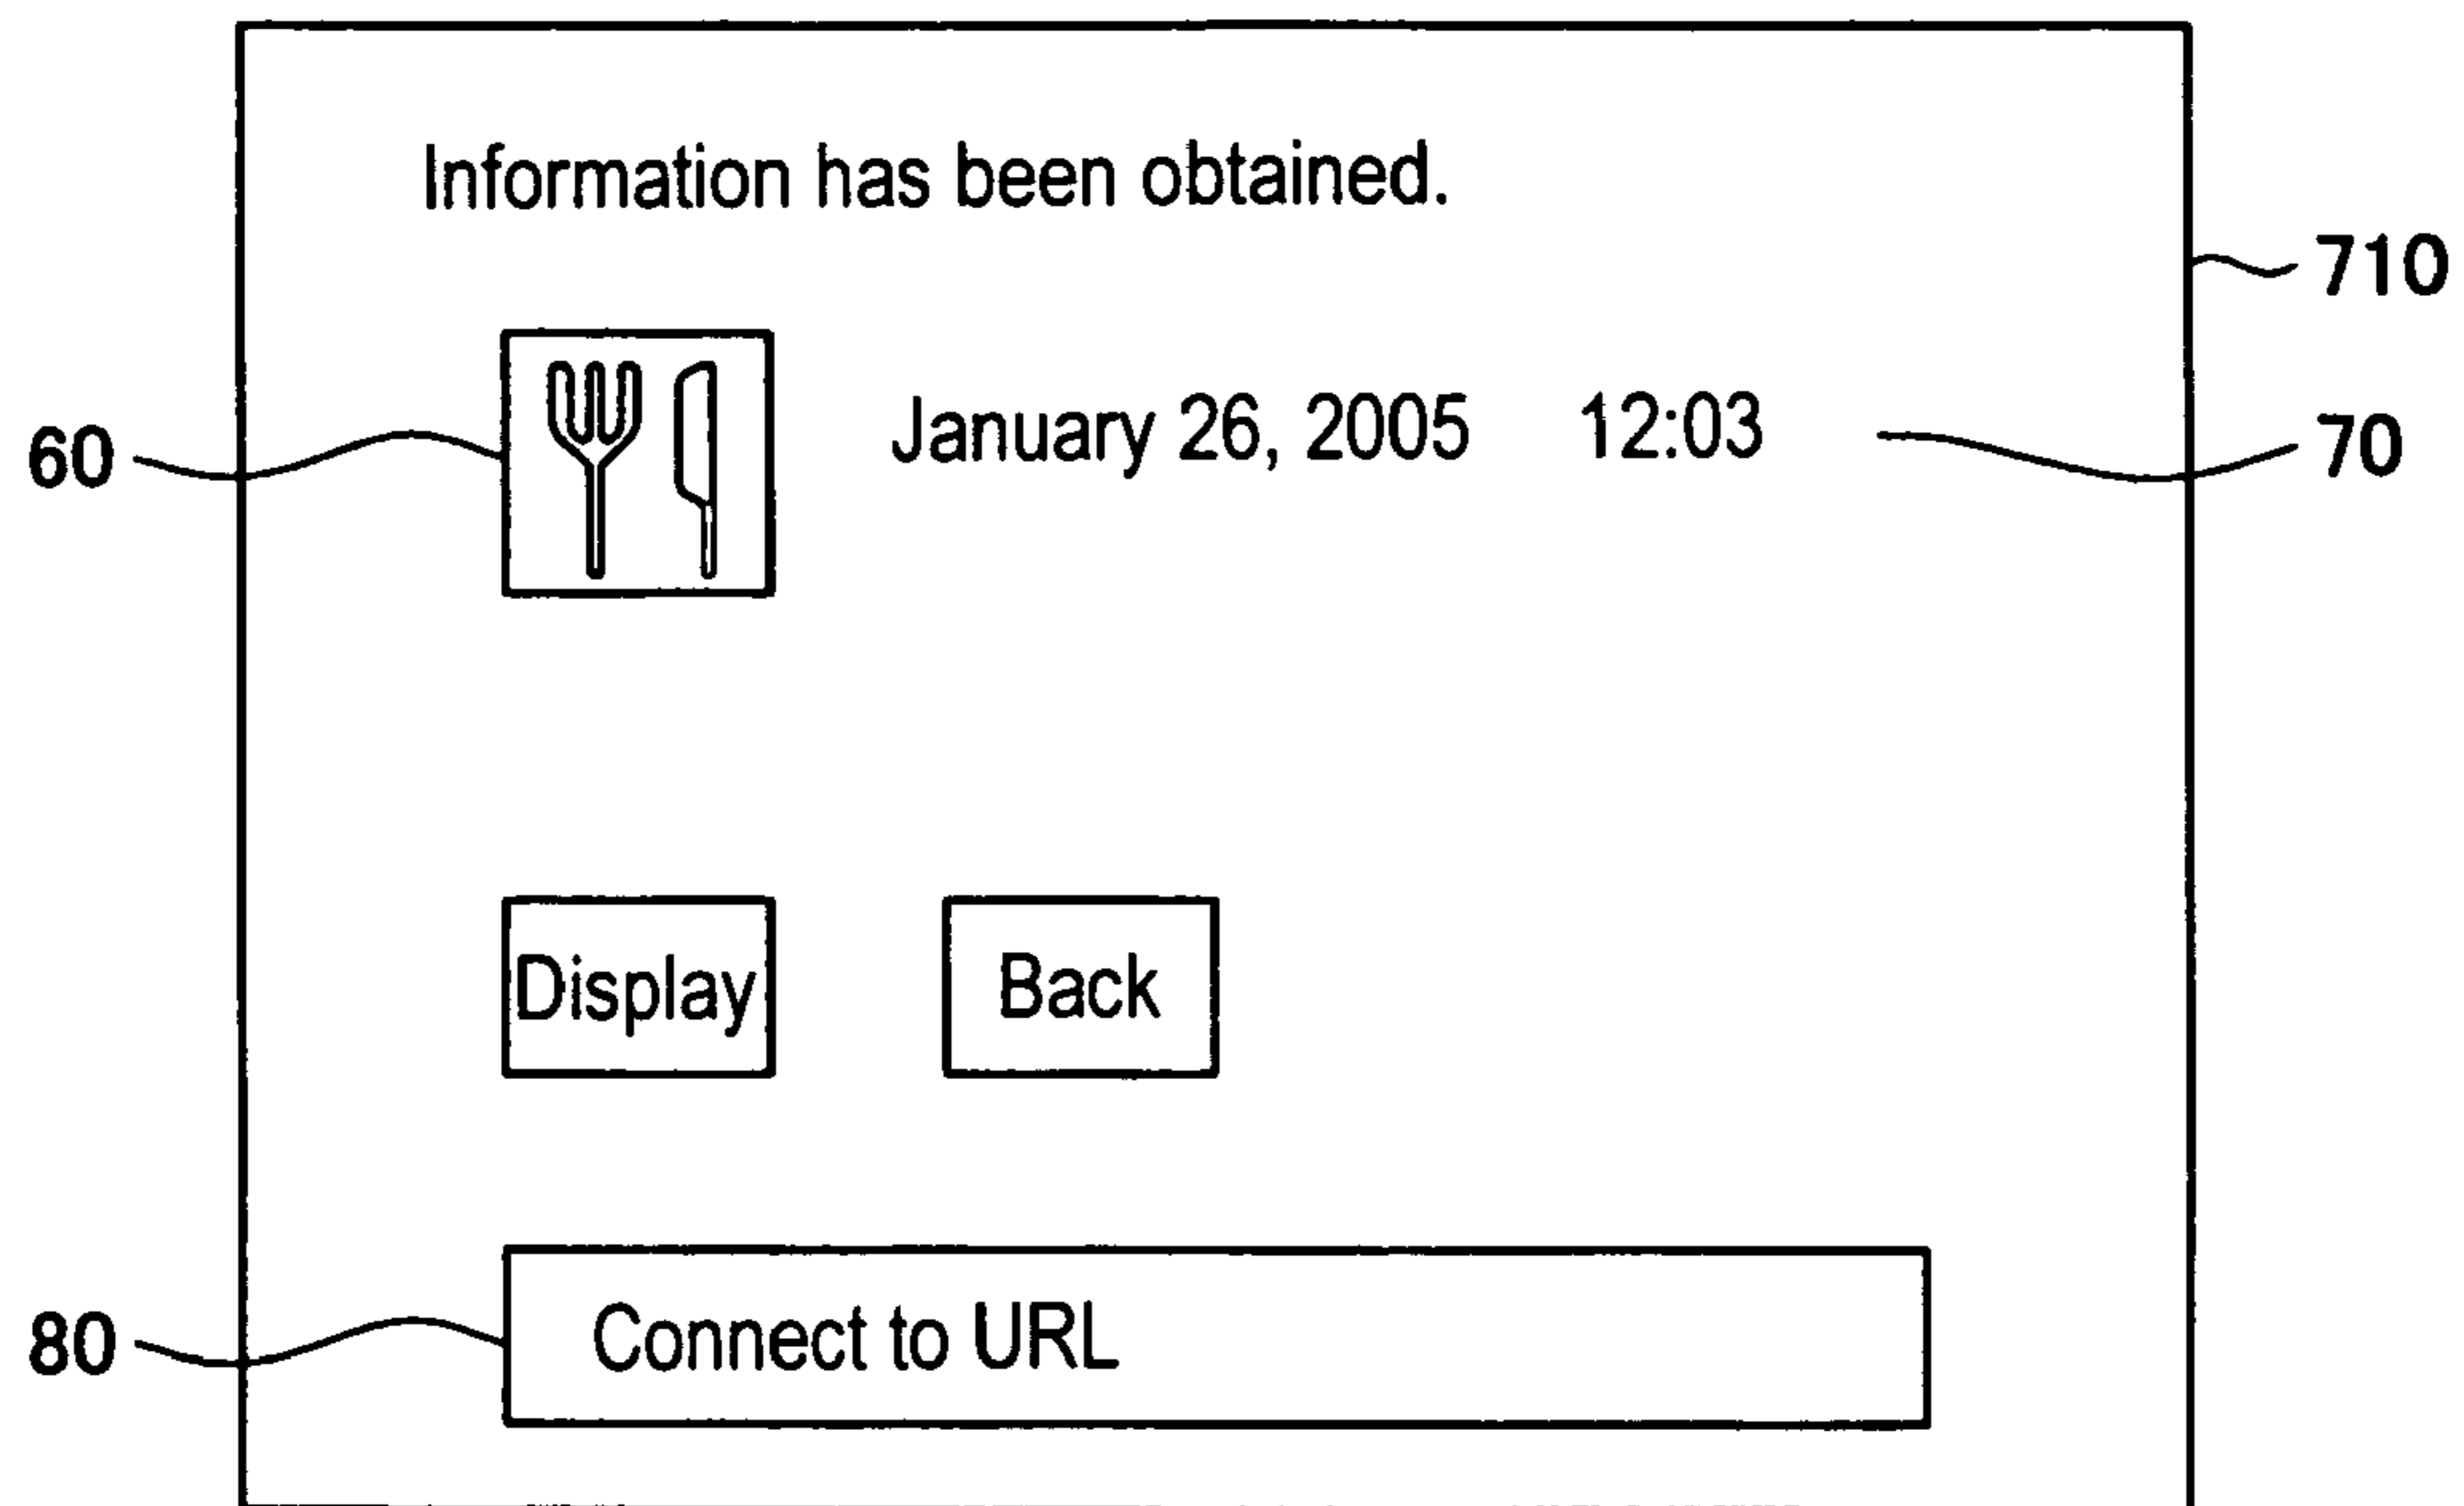 Information has been obtained.
710
60
January 26, 2005 12:03
70
Display Back
80
Connect to URL